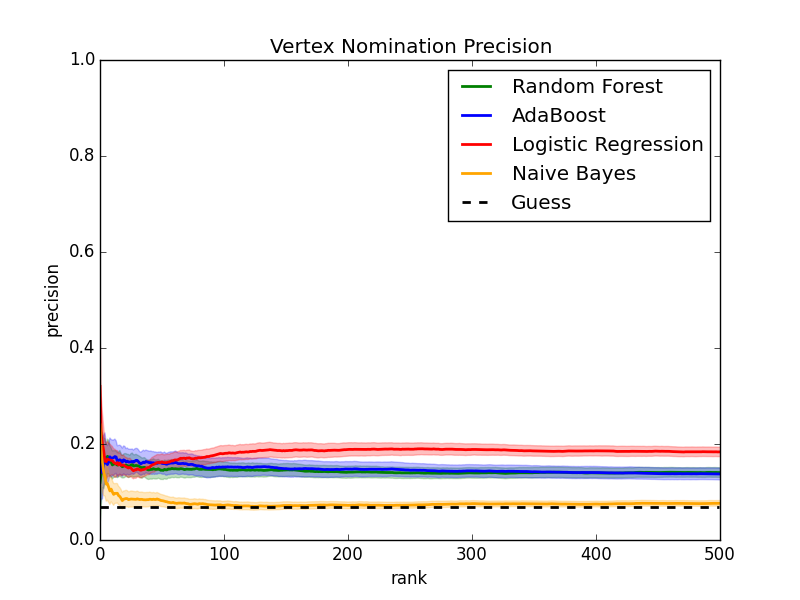 Vertex Nomination Precision
1.0
0.8
0.6
0.4
0.2
0.0
precision
Random Forest
AdaBoost
Logistic Regression
Naive Bayes
Guess
0 100 200 300 400 500
rank